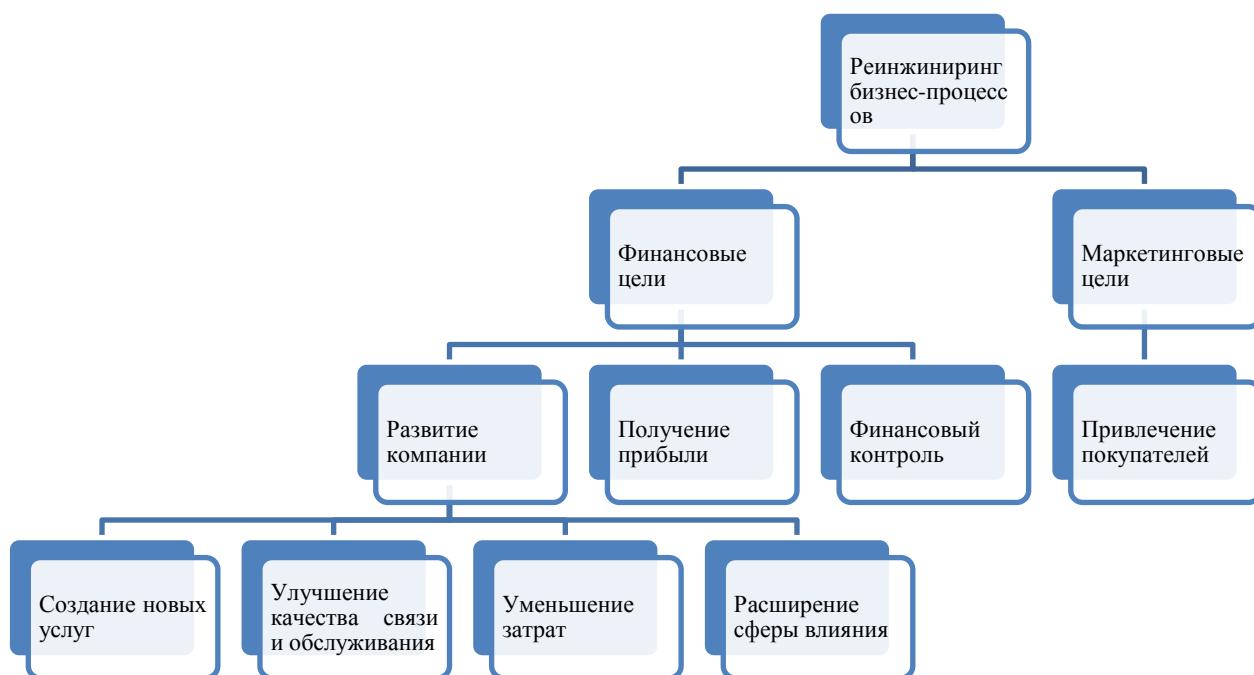 Реинжиниринг
бизнес-процесс
ов
Финансовые
цели
Маркетинговые
цели
Развитие
компании
Получение
прибыли
Финансовый
контроль
Привлечение
покупателей
Создание новых
услуг
Улучшение
качества связи
и обслуживания
Уменьшение
затрат
Расширение
сферы влияния